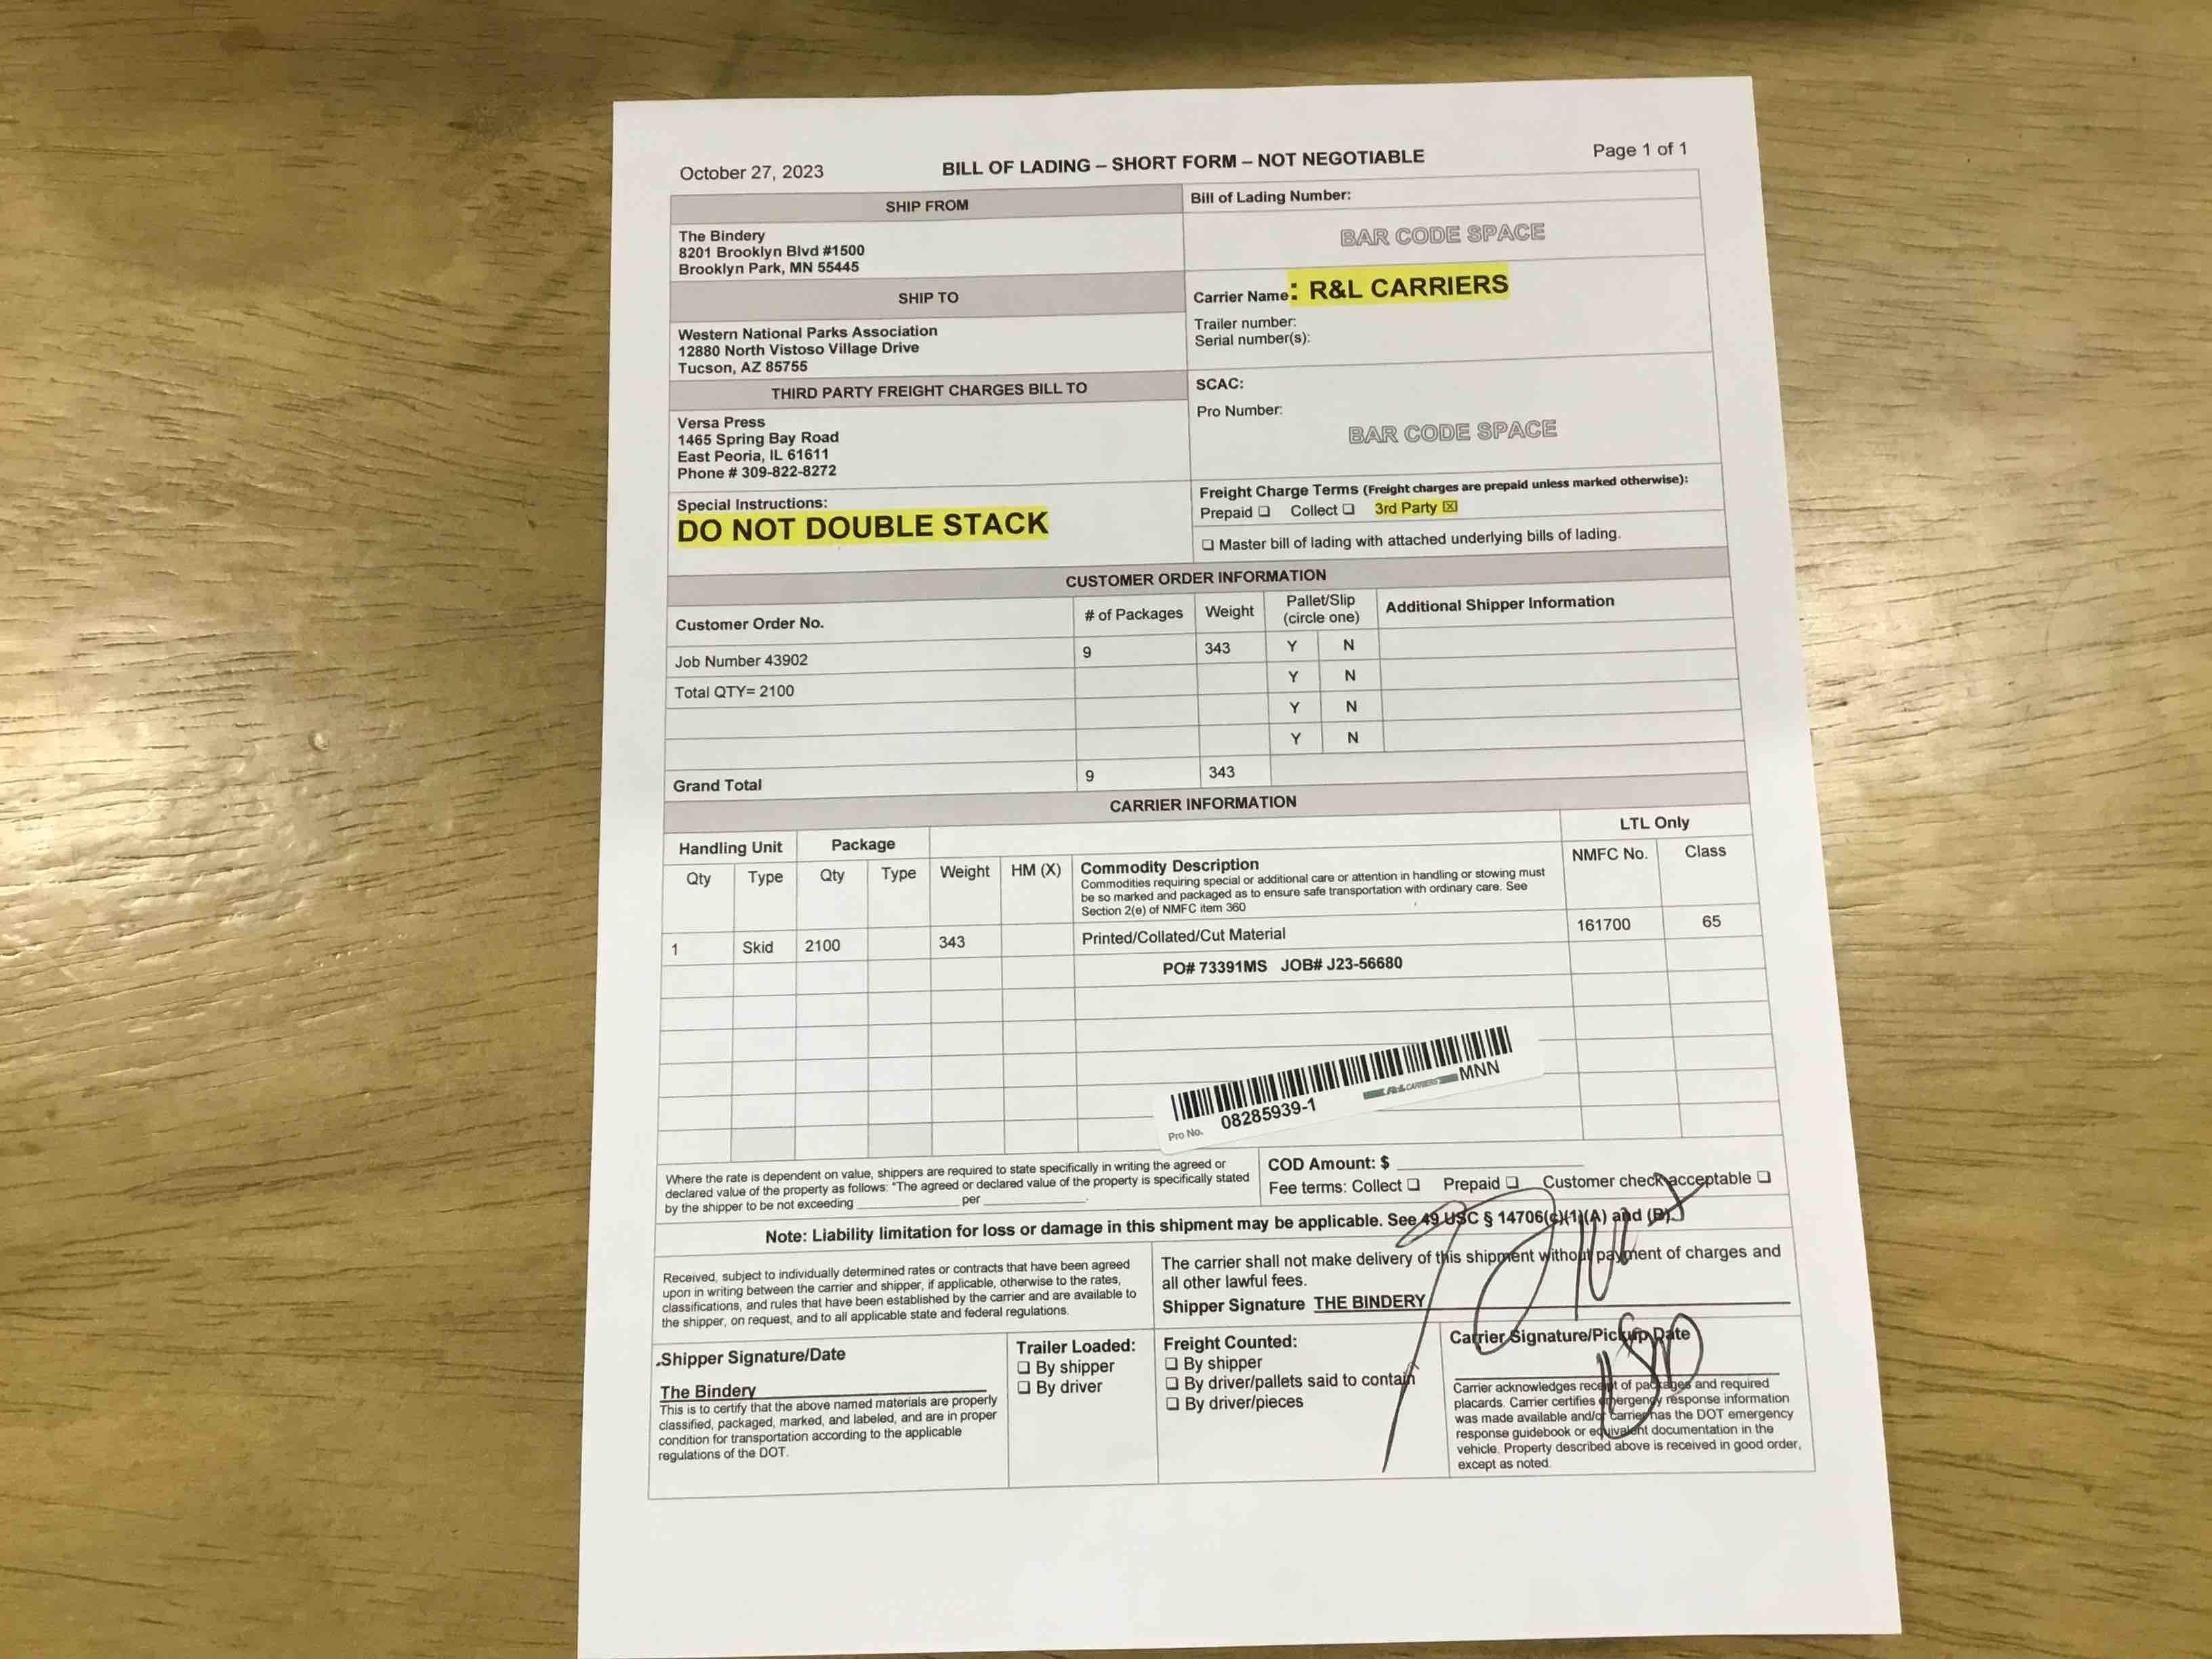 October 27, 2023
BILL OF LADING – SHORT FORM – NOT NEGOTIABLE
Page 1 of 1
SHIP FROM
The Bindery
8201 Brooklyn Blvd #1500
Brooklyn Park, MN 55445
Bill of Lading Number:
BAR CODE SPACE
SHIP TO
Western National Parks Association
12880 North Vistoso Village Drive
Tucson, AZ 85755
Carrier Name: R&L CARRIERS
Trailer number:
Serial number(s):
THIRD PARTY FREIGHT CHARGES BILL TO
Versa Press
1465 Spring Bay Road
East Peoria, IL 61611
Phone # 309-822-8272
SCAC:
Pro Number:
BAR CODE SPACE
Special Instructions:
DO NOT DOUBLE STACK
Freight Charge Terms (Freight charges are prepaid unless marked otherwise):
Prepaid ❑ Collect ❑ 3rd Party ☒
❑ Master bill of lading with attached underlying bills of lading.
CUSTOMER ORDER INFORMATION
Customer Order No. # of Packages Weight Pallet/Slip (circle one) Additional Shipper Information
Job Number 43902 9 343 Y N
Total QTY= 2100 Y N
Y N
Y N
Grand Total 9 343
CARRIER INFORMATION
Handling Unit Package LTL Only
Qty Type Qty Type Weight HM (X) Commodity Description NMFC No. Class
Commodities requiring special or additional care or attention in handling or stowing must
be so marked and packaged as to ensure safe transportation with ordinary care. See
Section 2(e) of NMFC item 360
1 Skid 2100 343 Printed/Collated/Cut Material 161700 65
PO# 73391MS JOB# J23-56680
Pro No. 08285939-1 R&L CARRIERS MNN
Where the rate is dependent on value, shippers are required to state specifically in writing the agreed or
declared value of the property as follows: "The agreed or declared value of the property is specifically stated
by the shipper to be not exceeding ____ per ____.
COD Amount: $
Fee terms: Collect ❑ Prepaid ❑ Customer check acceptable ❑
Note: Liability limitation for loss or damage in this shipment may be applicable. See 49 USC § 14706(c)(1)(A) and (B).
Received, subject to individually determined rates or contracts that have been agreed
upon in writing between the carrier and shipper, if applicable, otherwise to the rates,
classifications, and rules that have been established by the carrier and are available to
the shipper, on request, and to all applicable state and federal regulations.
The carrier shall not make delivery of this shipment without payment of charges and
all other lawful fees.
Shipper Signature THE BINDERY
.Shipper Signature/Date
The Bindery
This is to certify that the above named materials are properly
classified, packaged, marked, and labeled, and are in proper
condition for transportation according to the applicable
regulations of the DOT.
Trailer Loaded:
❑ By shipper
❑ By driver
Freight Counted:
❑ By shipper
❑ By driver/pallets said to contain
❑ By driver/pieces
Carrier Signature/Pickup Date
Carrier acknowledges receipt of packages and required
placards. Carrier certifies emergency response information
was made available and/or carrier has the DOT emergency
response guidebook or equivalent documentation in the
vehicle. Property described above is received in good order,
except as noted.